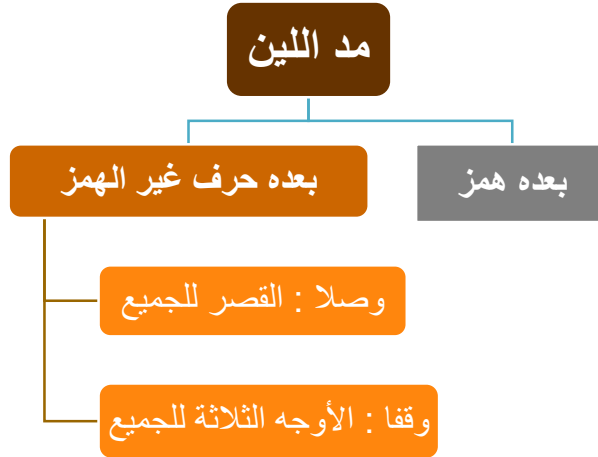 مد اللين
بعده همز
بعده حرف غير الهمز
وصلا : القصر للجميع
وقفا : الأوجه الثلاثة للجميع